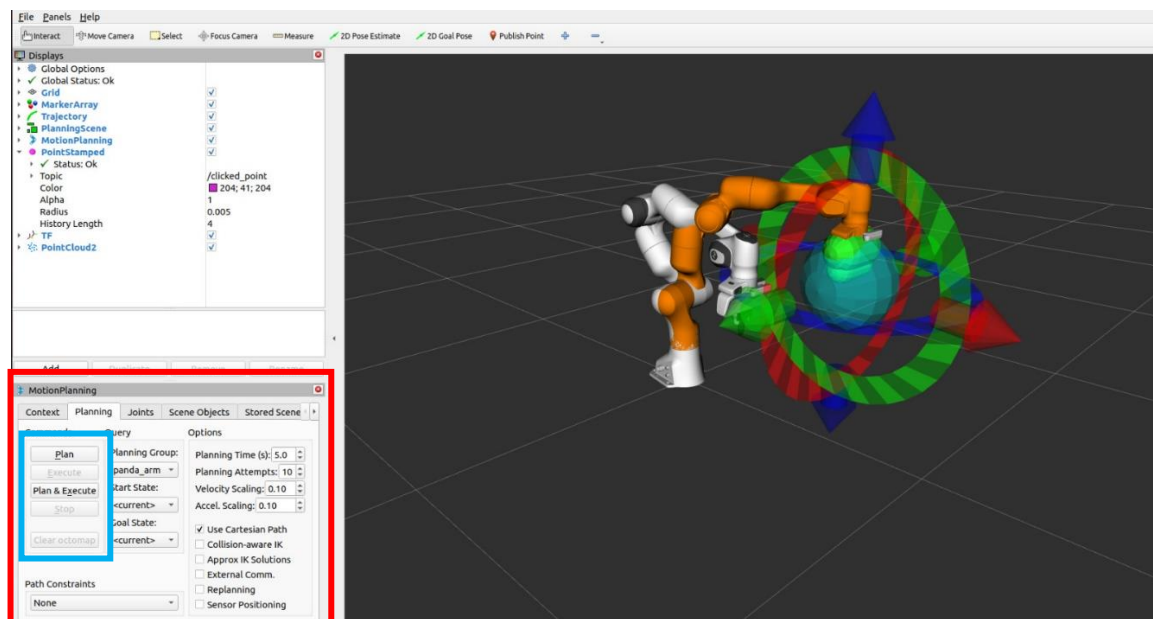 File Panels Help
Interact Move Camera Select Focus Camera Measure 2D Pose Estimate 2D Goal Pose Publish Point
Displays
Global Options
Global Status: Ok
Grid
MarkerArray
Trajectory
PlanningScene
MotionPlanning
PointStamped
Status: Ok
Topic /clicked_point
Color 204; 41; 204
Alpha 1
Radius 0.005
History Length 4
TF
PointCloud2
Add
MotionPlanning
Context Planning Joints Scene Objects Stored Scene
Options
Plan Planning Group: Planning Time (s): 5.0
Execute panda_arm Planning Attempts: 10
Plan & Execute Start State: Velocity Scaling: 0.10
Stop <current> Accel. Scaling: 0.10
Goal State: Use Cartesian Path
Clear octomap <current> Collision-aware IK
Approx IK Solutions
External Comm.
Path Constraints Replanning
None Sensor Positioning